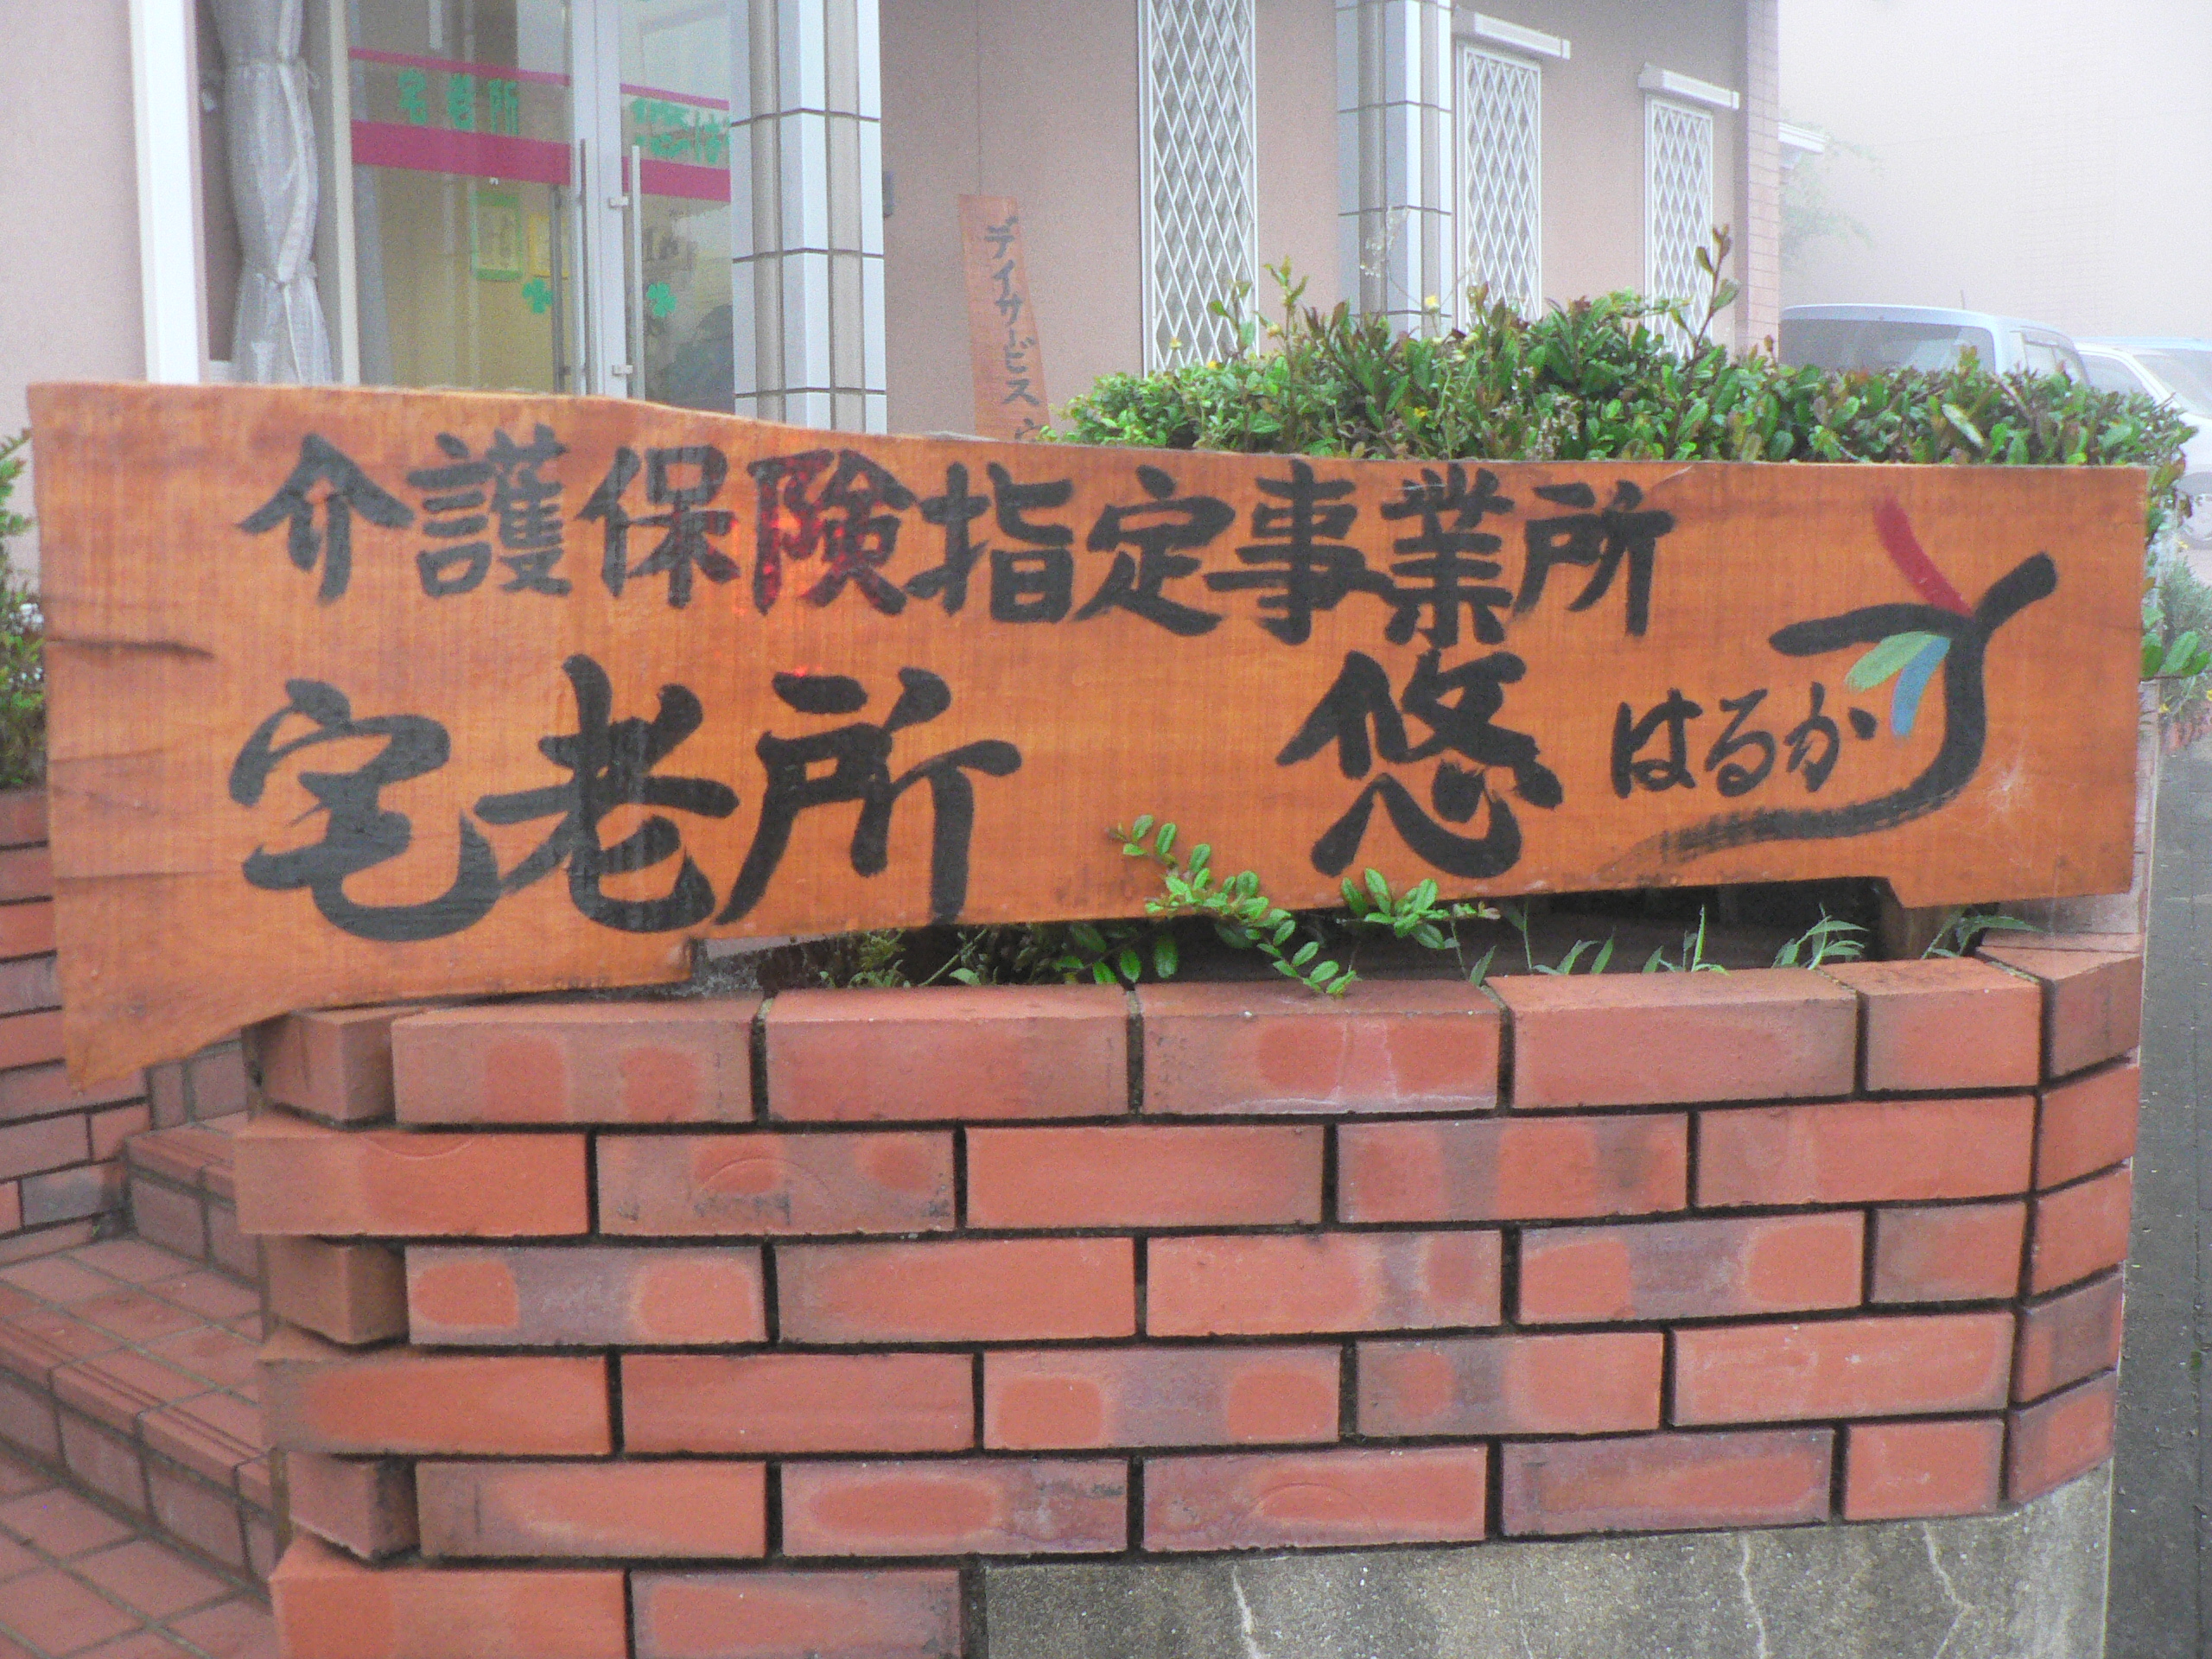 宅老所
デイサービス
介護保険指定事業所
宅老所 悠 はるか